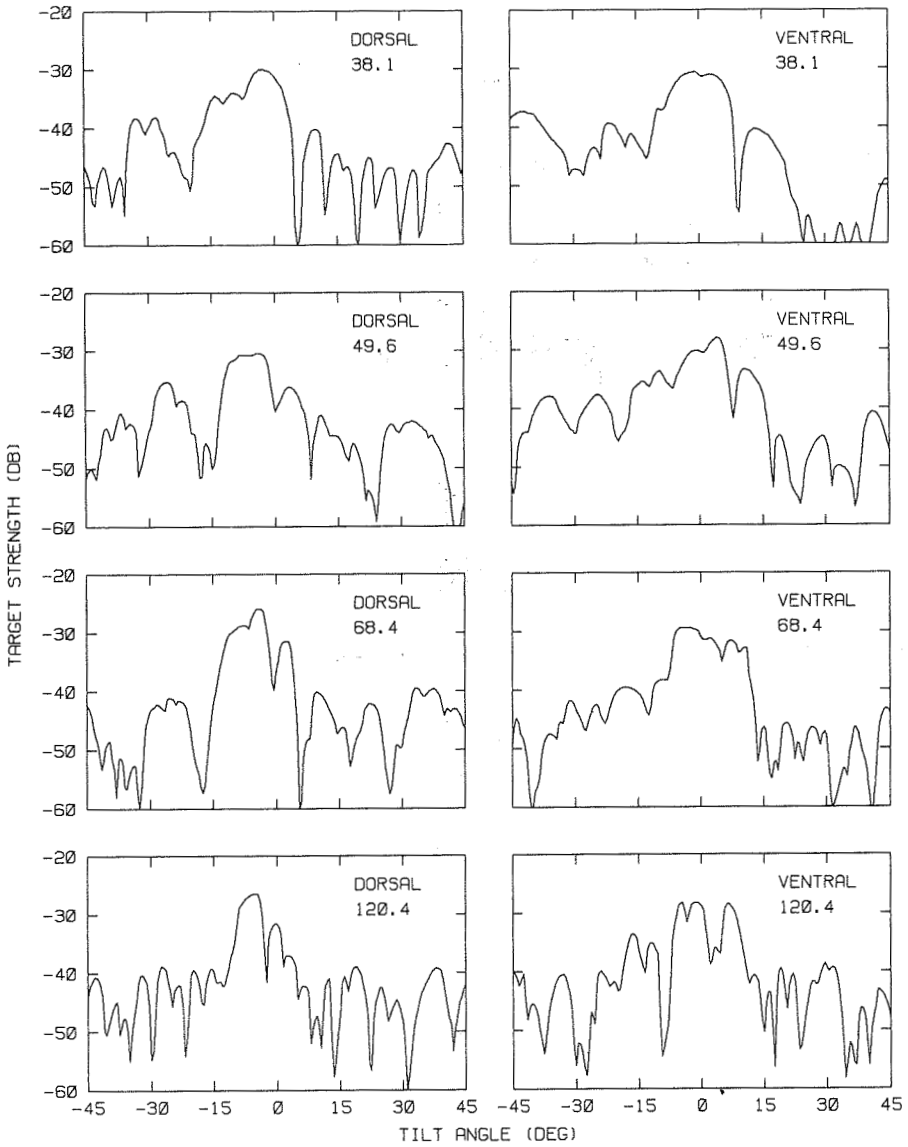 -20
-30
-40
-50
-60
DORSAL
38.1
VENTRAL
38.1
-20
-30
-40
-50
-60
DORSAL
49.6
VENTRAL
49.6
TARGET STRENGTH (DB)
-20
-30
-40
-50
-60
DORSAL
68.4
VENTRAL
68.4
-20
-30
-40
-50
-60
DORSAL
120.4
VENTRAL
120.4
-45 -30 -15 0 15 30 45
-45 -30 -15 0 15 30 45
TILT ANGLE (DEG)